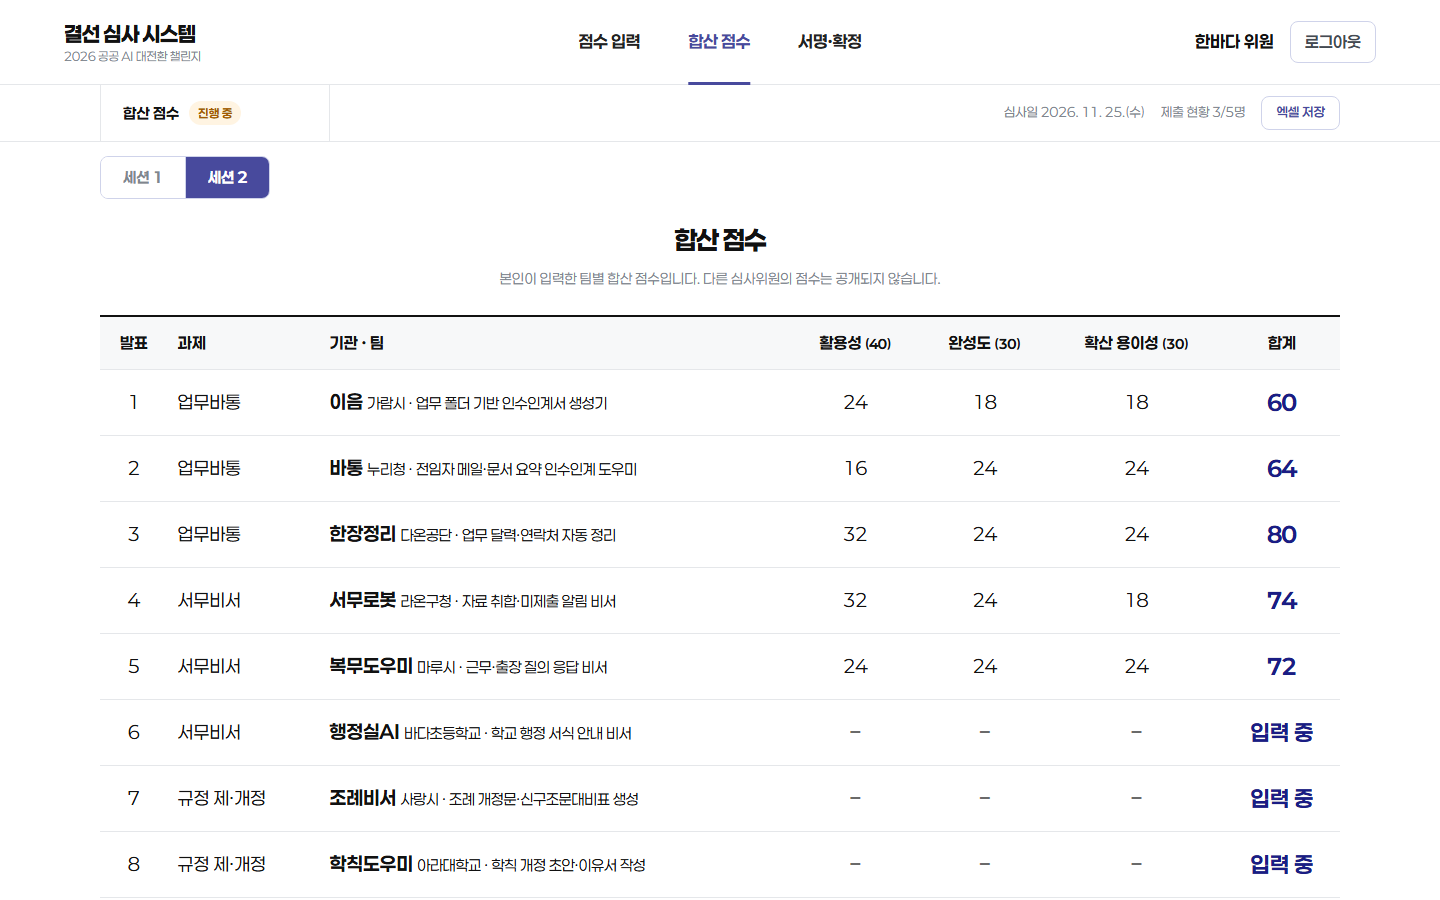 결선 심사 시스템
2026 공공 AI 대전환 챌린지
점수 입력 합산 점수 서명·확정
한바다 위원 로그아웃
합산 점수 진행 중
심사일 2026. 11. 25.(수) 제출 현황 3/5명 엑셀 저장
세션 1 세션 2
합산 점수
본인이 입력한 팀별 합산 점수입니다. 다른 심사위원의 점수는 공개되지 않습니다.
발표 과제 기관 · 팀 활용성 (40) 완성도 (30) 확산 용이성 (30) 합계
1 업무바통 이음 가람시 · 업무 폴더 기반 인수인계서 생성기 24 18 18 60
2 업무바통 바통 누리청 · 전임자 메일·문서 요약 인수인계 도우미 16 24 24 64
3 업무바통 한장정리 다온공단 · 업무 달력·연락처 자동 정리 32 24 24 80
4 서무비서 서무로봇 라온구청 · 자료 취합·미제출 알림 비서 32 24 18 74
5 서무비서 복무도우미 마루시 · 근무·출장 질의 응답 비서 24 24 24 72
6 서무비서 행정실AI 바다초등학교 · 학교 행정 서식 안내 비서 – – – 입력 중
7 규정 제·개정 조례비서 사랑시 · 조례 개정문·신구조문대비표 생성 – – – 입력 중
8 규정 제·개정 학칙도우미 아라대학교 · 학칙 개정 초안·이유서 작성 – – – 입력 중